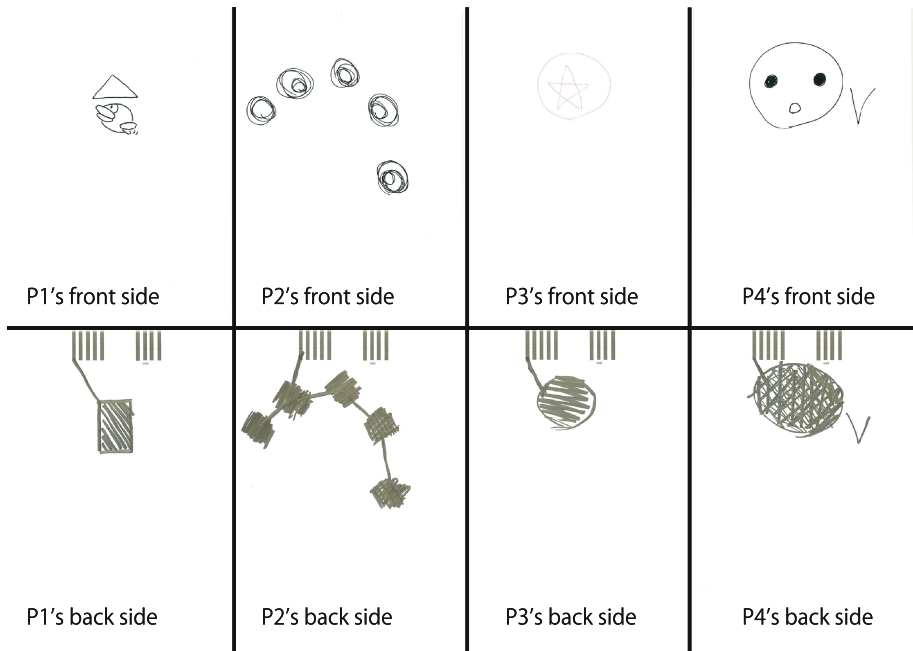 P1's front side
P2's front side
P3's front side
P4's front side
P1's back side
P2's back side
P3's back side
P4's back side